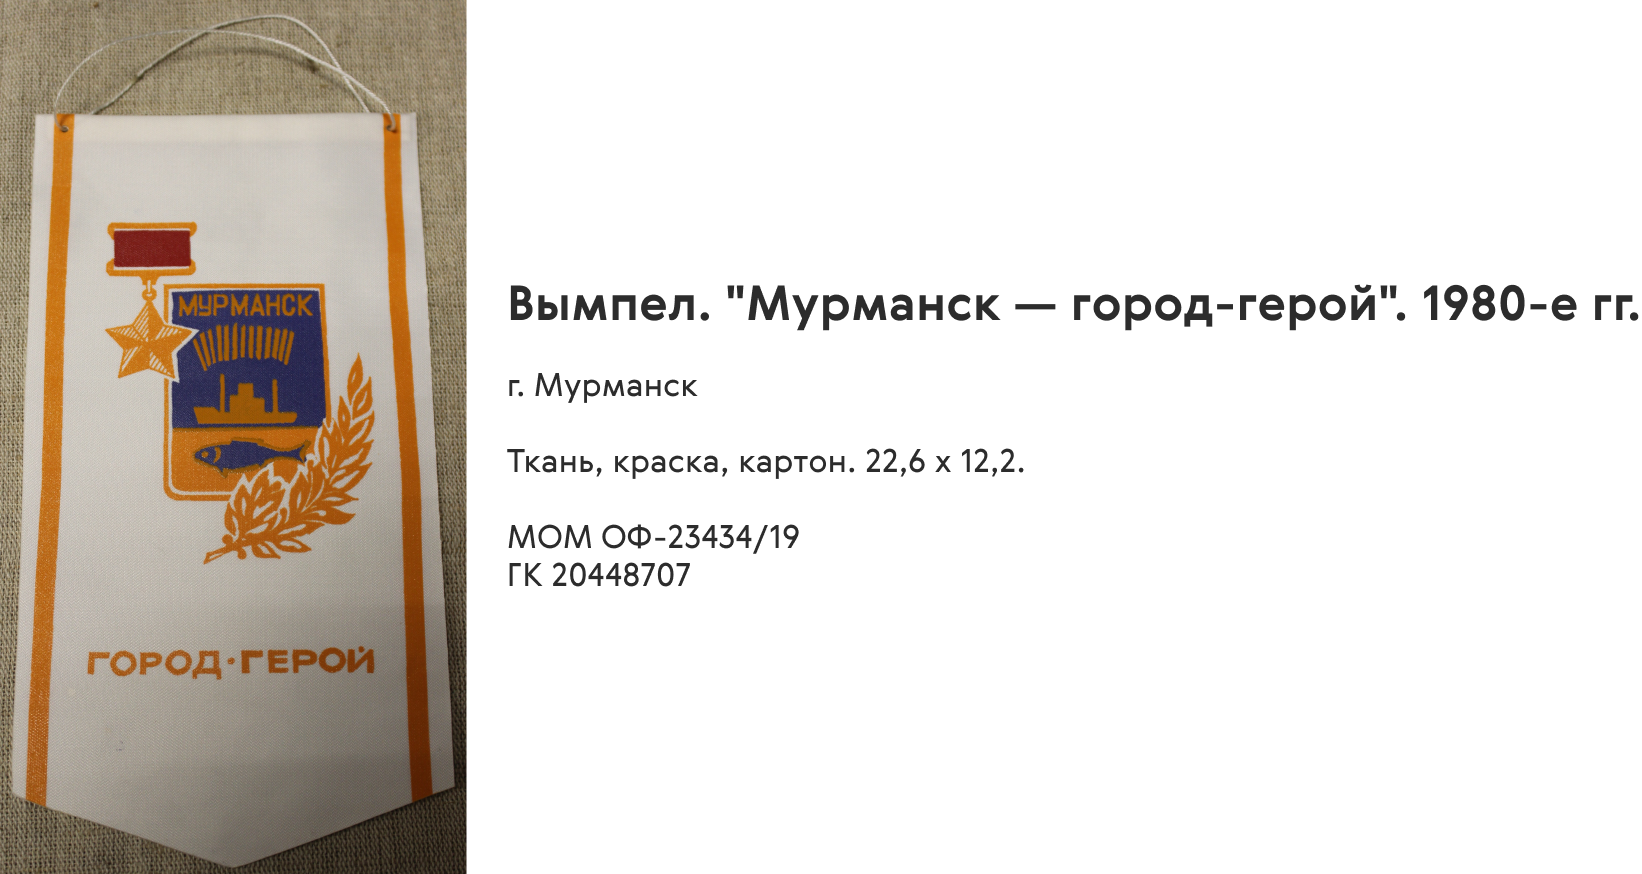 МУРМАНСК
ГОРОД·ГЕРОЙ
Вымпел. "Мурманск — город-герой". 1980-е гг.
г. Мурманск
Ткань, краска, картон. 22,6 х 12,2.
МОМ ОФ-23434/19
ГК 20448707